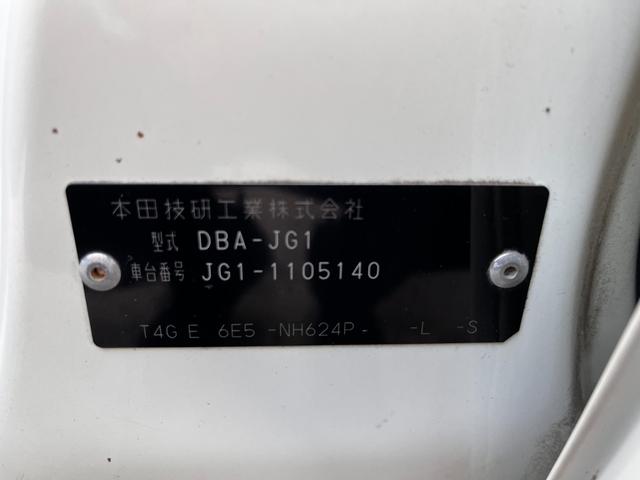 本田技研工業株式会社
型式 DBA-JG1
車台番号 JG1-1105140
T4G E 6E5 -NH624P- -L -S